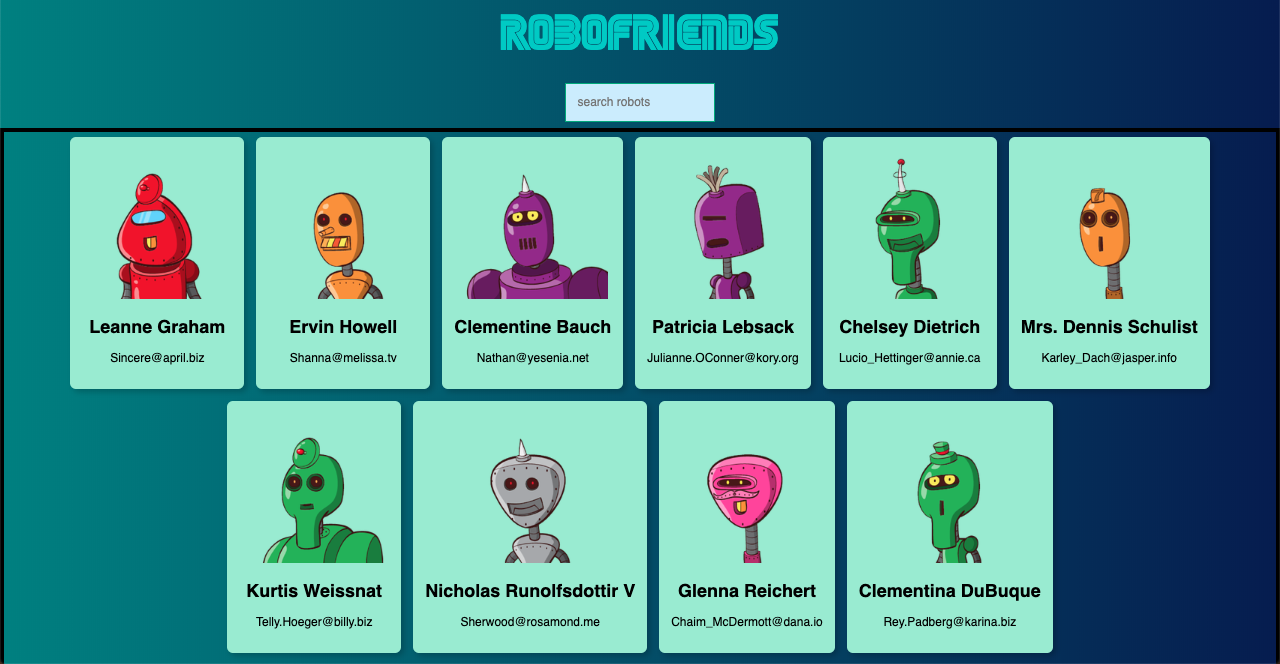 ROBOFRIENDS
search robots
Leanne Graham
Sincere@april.biz
Ervin Howell
Shanna@melissa.tv
Clementine Bauch
Nathan@yesenia.net
Patricia Lebsack
Julianne.OConner@kory.org
Chelsey Dietrich
Lucio_Hettinger@annie.ca
Mrs. Dennis Schulist
Karley_Dach@jasper.info
Kurtis Weissnat
Telly.Hoeger@billy.biz
Nicholas Runolfsdottir V
Sherwood@rosamond.me
Glenna Reichert
Chaim_McDermott@dana.io
Clementina DuBuque
Rey.Padberg@karina.biz